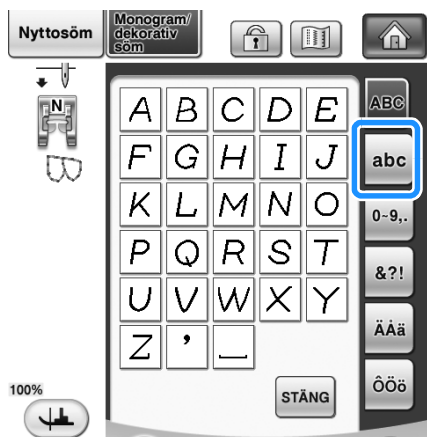 Nyttosöm
Monogram/
dekorativ
söm
N
A B C D E
F G H I J
K L M N O
P Q R S T
U V W X Y
Z ' _
ABC
abc
0~9,.
&?!
ÄÅä
ÔÖö
STÄNG
100%